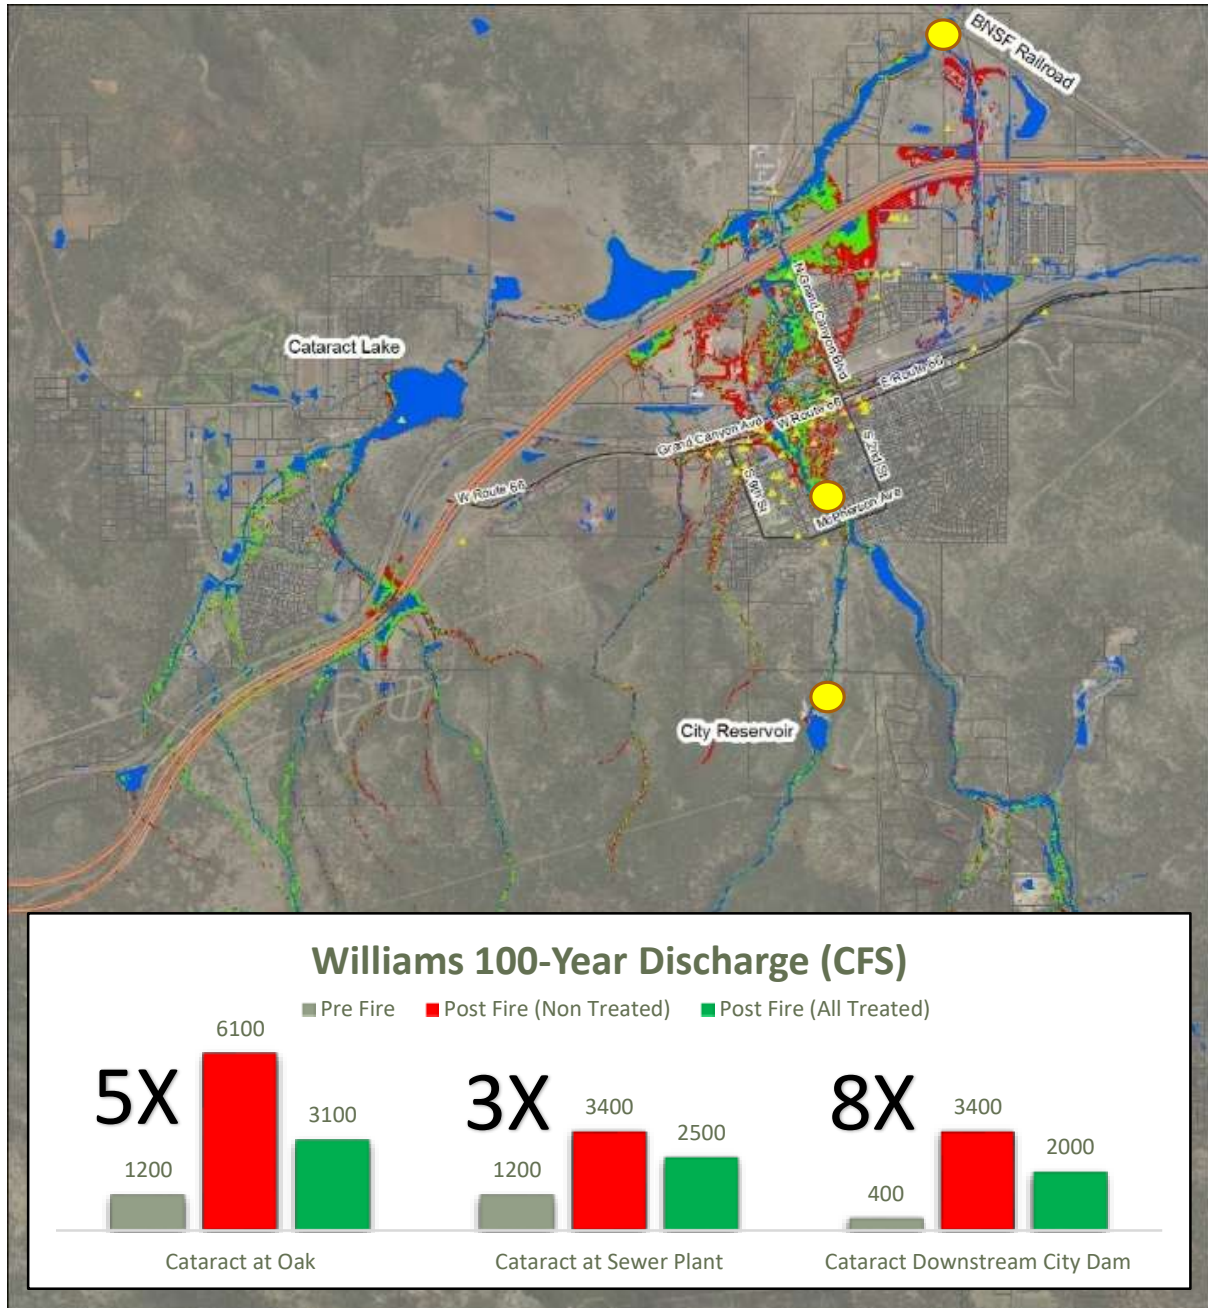 BNSF Railroad
Cataract Lake
N Grand Canyon Blvd
E Route 66
W Route 66
Grand Canyon Ave
S 2nd St
W Route 66
S 9th St
McPherson Ave
City Reservoir
Williams 100-Year Discharge (CFS)
Pre Fire Post Fire (Non Treated) Post Fire (All Treated)
5X 1200 6100 3100
3X 1200 3400 2500
8X 400 3400 2000
Cataract at Oak Cataract at Sewer Plant Cataract Downstream City Dam